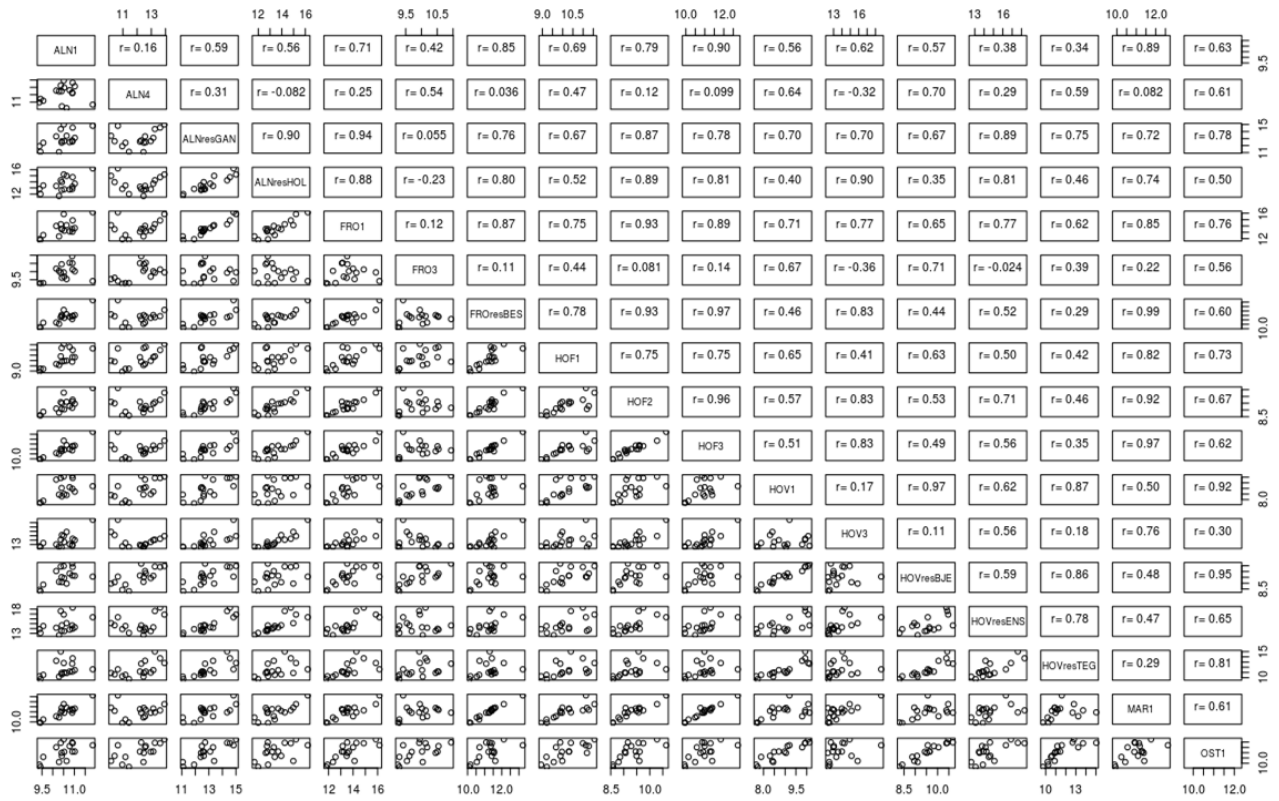 11 13 12 14 16 9.5 10.5 9.0 10.5 10.0 12.0 13 16 13 16 10.0 12.0
ALN1 r= 0.16 r= 0.59 r= 0.56 r= 0.71 r= 0.42 r= 0.85 r= 0.69 r= 0.79 r= 0.90 r= 0.56 r= 0.62 r= 0.57 r= 0.38 r= 0.34 r= 0.89 r= 0.63 9.5
11 ALN4 r= 0.31 r= -0.082 r= 0.25 r= 0.54 r= 0.036 r= 0.47 r= 0.12 r= 0.099 r= 0.64 r= -0.32 r= 0.70 r= 0.29 r= 0.59 r= 0.082 r= 0.61
ALNresGAN r= 0.90 r= 0.94 r= 0.055 r= 0.76 r= 0.67 r= 0.87 r= 0.78 r= 0.70 r= 0.70 r= 0.67 r= 0.89 r= 0.75 r= 0.72 r= 0.78 11 15
12 16 ALNresHOL r= 0.88 r= -0.23 r= 0.80 r= 0.52 r= 0.89 r= 0.81 r= 0.40 r= 0.90 r= 0.35 r= 0.81 r= 0.46 r= 0.74 r= 0.50
FRO1 r= 0.12 r= 0.87 r= 0.75 r= 0.93 r= 0.89 r= 0.71 r= 0.77 r= 0.65 r= 0.77 r= 0.62 r= 0.85 r= 0.76 12 16
9.5 FRO3 r= 0.11 r= 0.44 r= 0.081 r= 0.14 r= 0.67 r= -0.36 r= 0.71 r= -0.024 r= 0.39 r= 0.22 r= 0.56
FROresBES r= 0.78 r= 0.93 r= 0.97 r= 0.46 r= 0.83 r= 0.44 r= 0.52 r= 0.29 r= 0.99 r= 0.60 10.0
9.0 HOF1 r= 0.75 r= 0.75 r= 0.65 r= 0.41 r= 0.63 r= 0.50 r= 0.42 r= 0.82 r= 0.73
HOF2 r= 0.96 r= 0.57 r= 0.83 r= 0.53 r= 0.71 r= 0.46 r= 0.92 r= 0.67 8.5
10.0 HOF3 r= 0.51 r= 0.83 r= 0.49 r= 0.56 r= 0.35 r= 0.97 r= 0.62
HOV1 r= 0.17 r= 0.97 r= 0.62 r= 0.87 r= 0.50 r= 0.92 8.0
13 HOV3 r= 0.11 r= 0.56 r= 0.18 r= 0.76 r= 0.30
HOVresBJE r= 0.59 r= 0.86 r= 0.48 r= 0.95 8.5
13 18 HOVresENS r= 0.78 r= 0.47 r= 0.65
HOVresTEG r= 0.29 r= 0.81 10 15
10.0 MAR1 r= 0.61
OST1 10.0
9.5 11.0 11 13 15 12 14 16 10.0 12.0 8.5 10.0 8.0 9.5 8.5 10.0 10 13 10.0 12.0